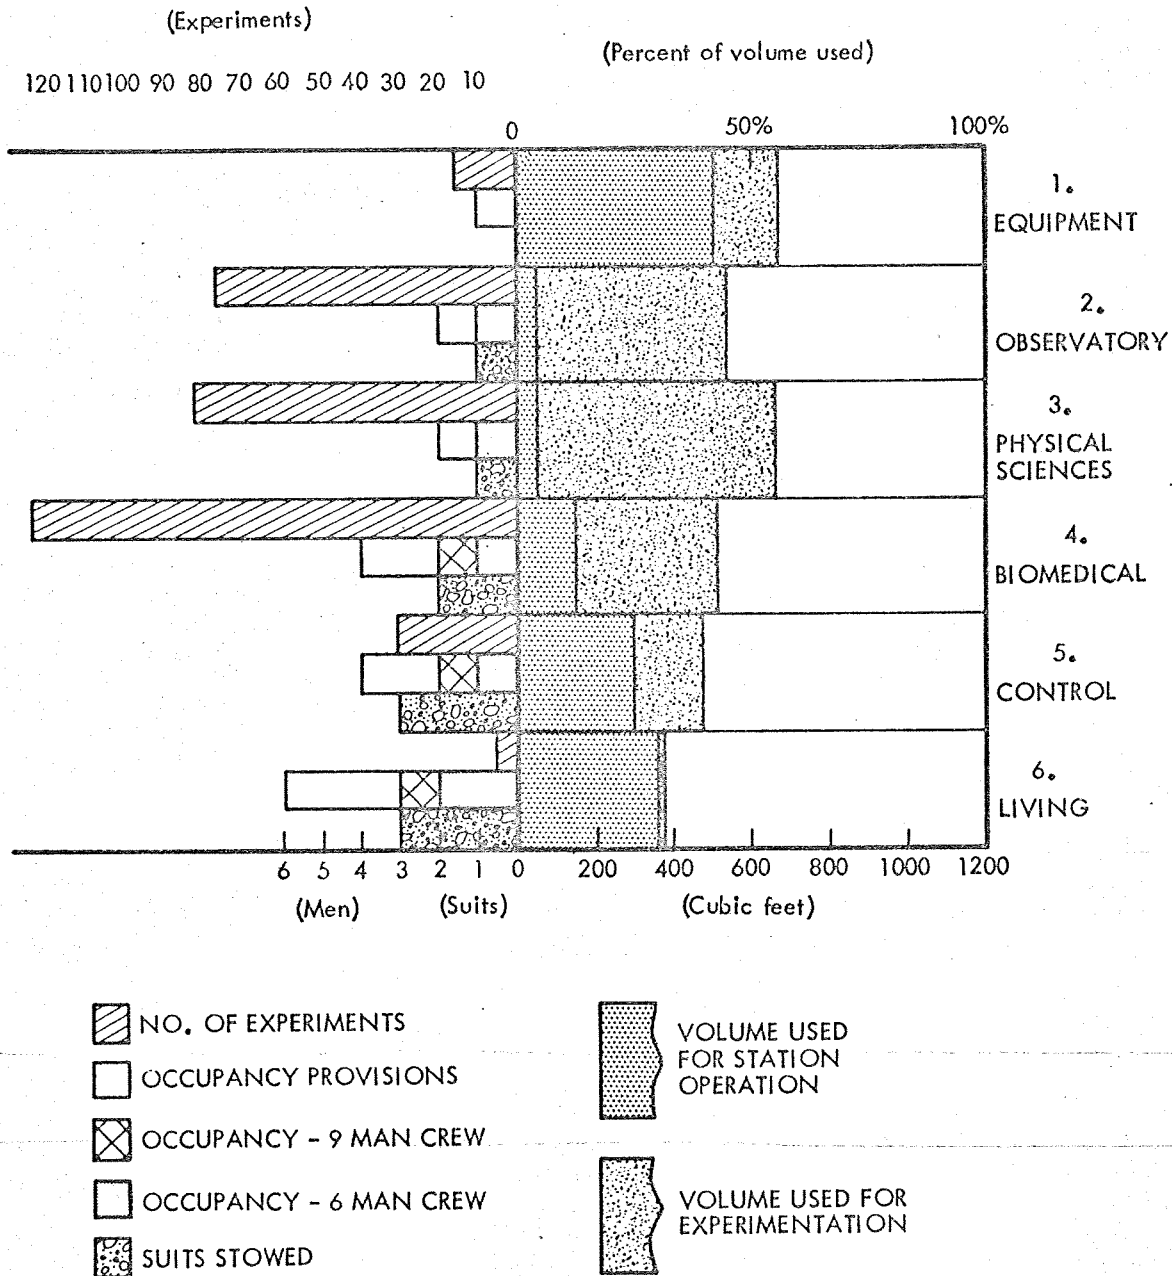 (Experiments)
(Percent of volume used)
120 110 100 90 80 70 60 50 40 30 20 10
0 50% 100%
1.
EQUIPMENT
2.
OBSERVATORY
3.
PHYSICAL
SCIENCES
4.
BIOMEDICAL
5.
CONTROL
6.
LIVING
6 5 4 3 2 1 0 200 400 600 800 1000 1200
(Men) (Suits) (Cubic feet)
NO. OF EXPERIMENTS
OCCUPANCY PROVISIONS
OCCUPANCY - 9 MAN CREW
OCCUPANCY - 6 MAN CREW
SUITS STOWED
VOLUME USED
FOR STATION
OPERATION
VOLUME USED FOR
EXPERIMENTATION